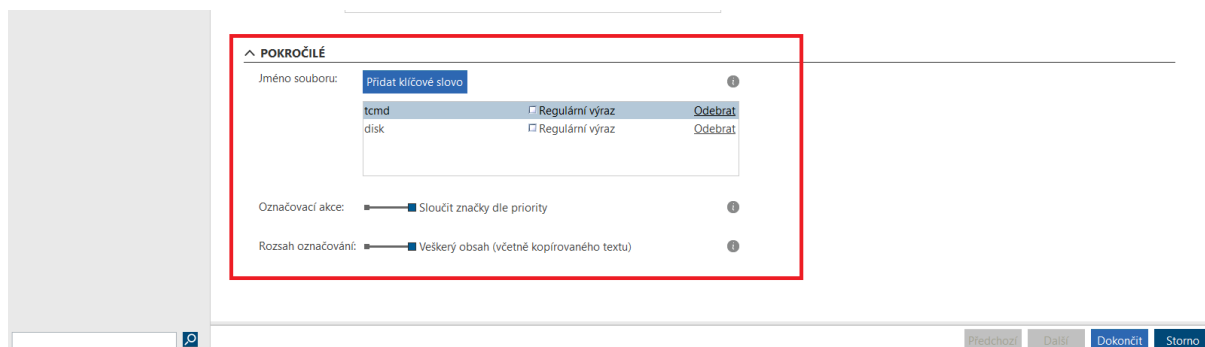 POKROČILÉ
Jméno souboru: Přidat klíčové slovo
tcmd Regulární výraz Odebrat
disk Regulární výraz Odebrat
Označovací akce: Sloučit značky dle priority
Rozsah označování: Veškerý obsah (včetně kopírovaného textu)
Předchozí Další Dokončit Storno